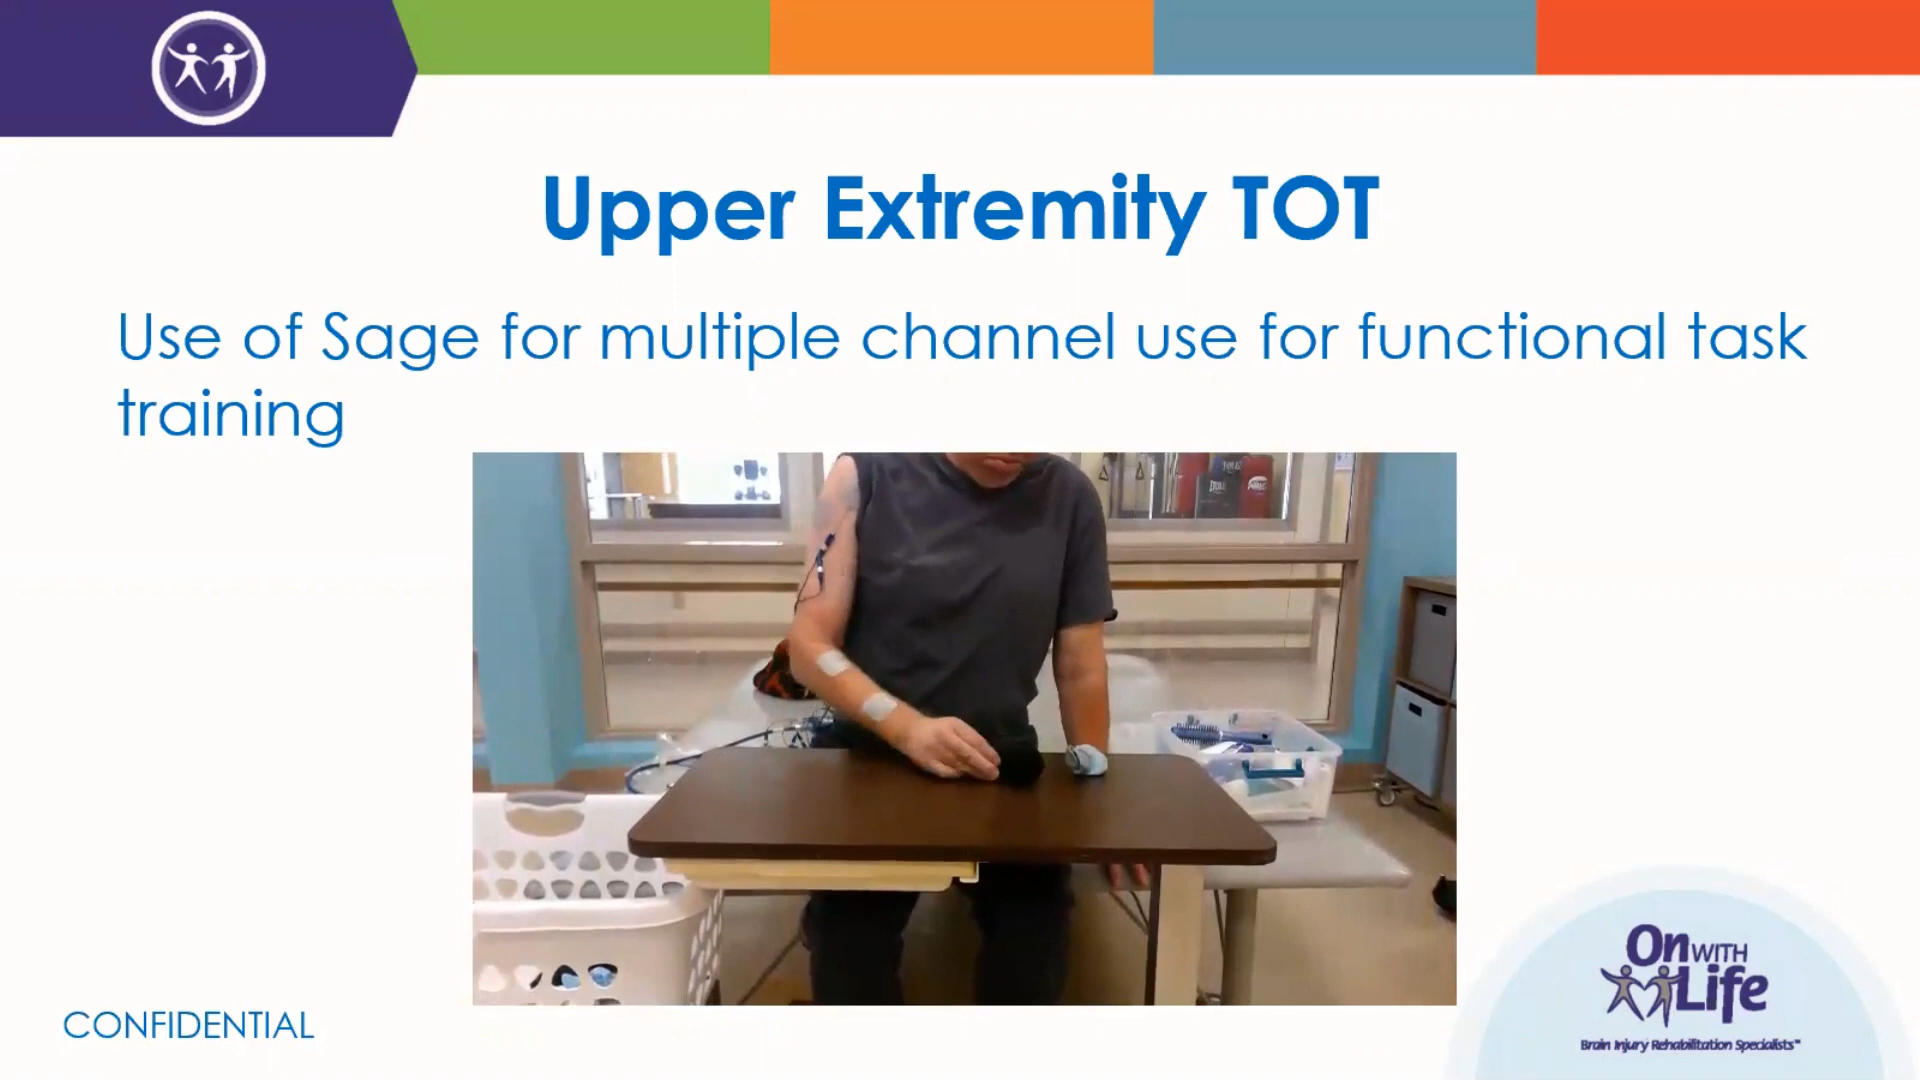 Upper Extremity TOT
Use of Sage for multiple channel use for functional task
training
CONFIDENTIAL
On WITH
Life
Brain Injury Rehabilitation Specialists™